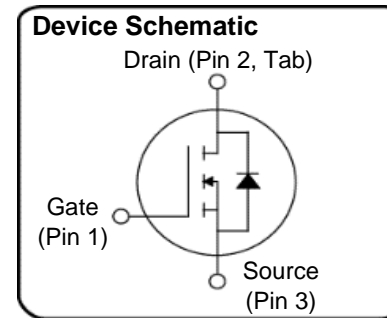 Device Schematic
Drain (Pin 2, Tab)
Gate
(Pin 1)
Source
(Pin 3)